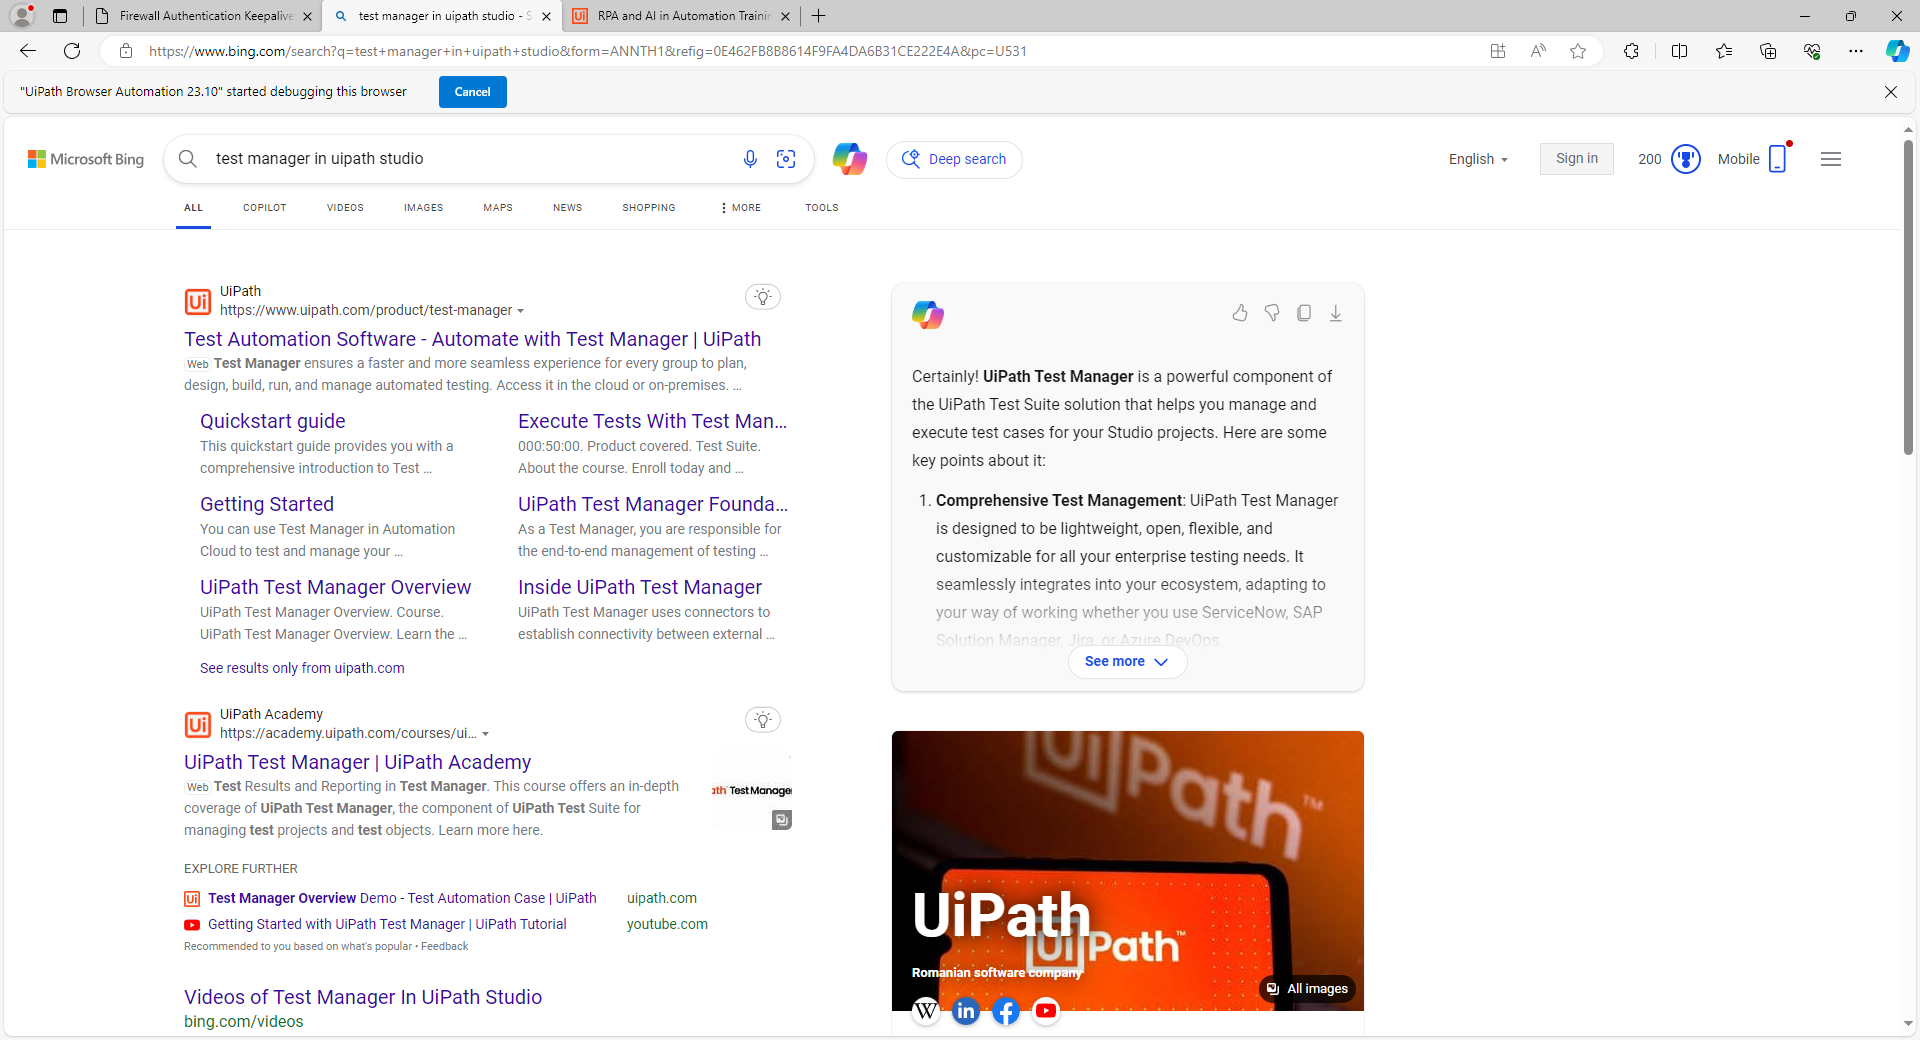 Firewall Authentication Keepalive
test manager in uipath studio - S
RPA and AI in Automation Trainin
https://www.bing.com/search?q=test+manager+in+uipath+studio&form=ANNTH1&refig=0E462FB8B8614F9FA4DA6B31CE222E4A&pc=U531
"UiPath Browser Automation 23.10" started debugging this browser
Cancel
Microsoft Bing
test manager in uipath studio
Deep search
English
Sign in
200
Mobile
ALL
COPILOT
VIDEOS
IMAGES
MAPS
NEWS
SHOPPING
MORE
TOOLS
UiPath
https://www.uipath.com/product/test-manager
Test Automation Software - Automate with Test Manager | UiPath
Web Test Manager ensures a faster and more seamless experience for every group to plan,
design, build, run, and manage automated testing. Access it in the cloud or on-premises. ...
Quickstart guide
This quickstart guide provides you with a
comprehensive introduction to Test ...
Execute Tests With Test Man...
000:50:00. Product covered. Test Suite.
About the course. Enroll today and ...
Getting Started
You can use Test Manager in Automation
Cloud to test and manage your ...
UiPath Test Manager Founda...
As a Test Manager, you are responsible for
the end-to-end management of testing ...
UiPath Test Manager Overview
UiPath Test Manager Overview. Course.
UiPath Test Manager Overview. Learn the ...
Inside UiPath Test Manager
UiPath Test Manager uses connectors to
establish connectivity between external ...
See results only from uipath.com
UiPath Academy
https://academy.uipath.com/courses/ui...
UiPath Test Manager | UiPath Academy
Web Test Results and Reporting in Test Manager. This course offers an in-depth
coverage of UiPath Test Manager, the component of UiPath Test Suite for
managing test projects and test objects. Learn more here.
ath Test Manager
EXPLORE FURTHER
Ui Test Manager Overview Demo - Test Automation Case | UiPath
uipath.com
Getting Started with UiPath Test Manager | UiPath Tutorial
youtube.com
Recommended to you based on what's popular • Feedback
Videos of Test Manager In UiPath Studio
bing.com/videos
Certainly! UiPath Test Manager is a powerful component of
the UiPath Test Suite solution that helps you manage and
execute test cases for your Studio projects. Here are some
key points about it:
1. Comprehensive Test Management: UiPath Test Manager
is designed to be lightweight, open, flexible, and
customizable for all your enterprise testing needs. It
seamlessly integrates into your ecosystem, adapting to
your way of working whether you use ServiceNow, SAP
Solution Manager, Jira, or Azure DevOps.
See more
UiPath™
UiPath
UiPath™
Romanian software company
All images